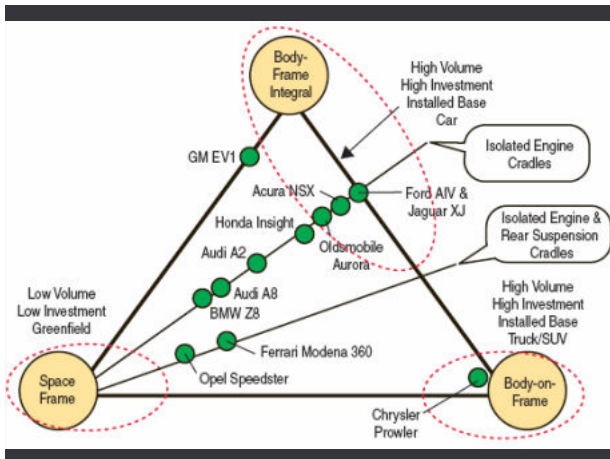 Body-
Frame
Integral
High Volume
High Investment
Installed Base
Car
Isolated Engine
Cradles
GM EV1
Acura NSX
Ford AIV &
Jaguar XJ
Honda Insight
Oldsmobile
Aurora
Isolated Engine &
Rear Suspension
Cradles
Audi A2
Audi A8
BMW Z8
Low Volume
Low Investment
Greenfield
High Volume
High Investment
Installed Base
Truck/SUV
Ferrari Modena 360
Opel Speedster
Space
Frame
Body-on-
Frame
Chrysler
Prowler